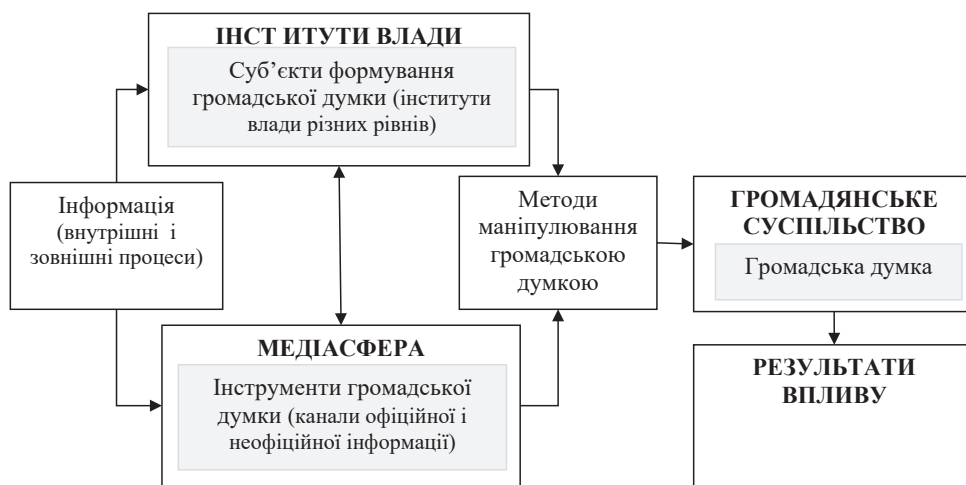 ІНСТ ИТУТИ ВЛАДИ
Суб’єкти формування
громадської думки (інститути
влади різних рівнів)
Інформація
(внутрішні і
зовнішні процеси)
Методи
маніпулювання
громадською
думкою
ГРОМАДЯНСЬКЕ
СУСПІЛЬСТВО
Громадська думка
МЕДІАСФЕРА
Інструменти громадської
думки (канали офіційної і
неофіційної інформації)
РЕЗУЛЬТАТИ
ВПЛИВУ